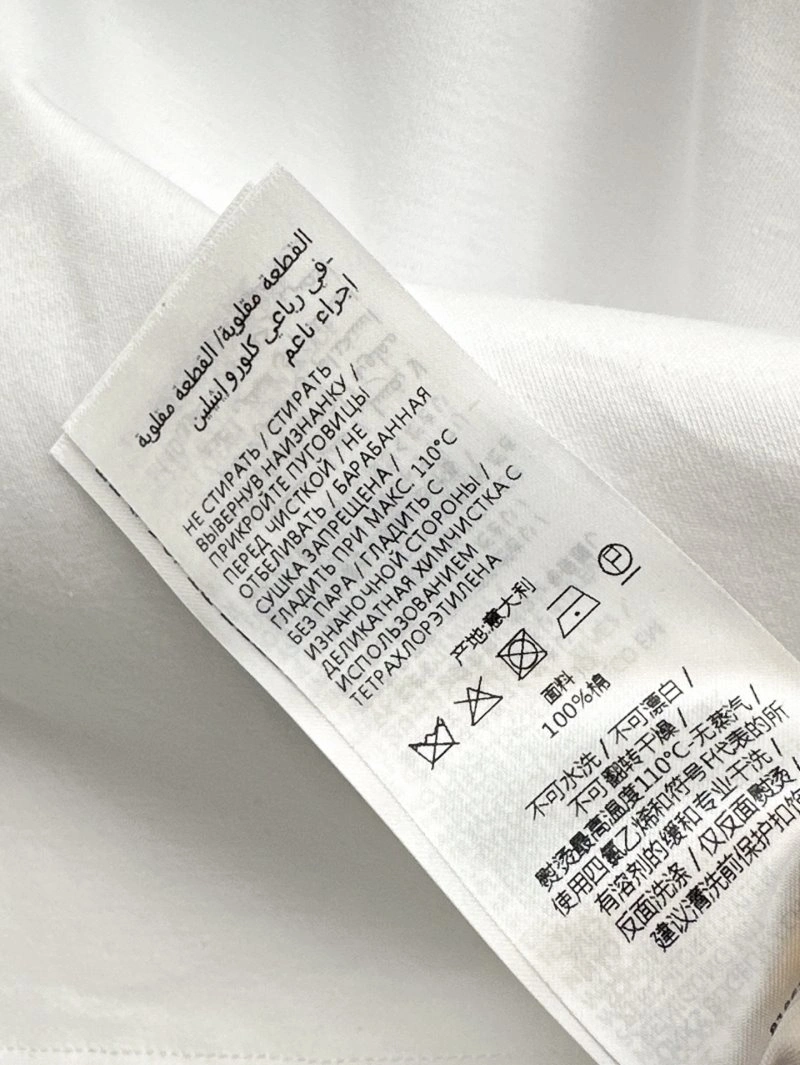 القطعة مقلوبة/ القطعة مقلوبة
-في رباعي كلورو إيثلين
اجراء ناعم
НЕ СТИРАТЬ / СТИРАТЬ
ВЫВЕРНУВ НАИЗНАНКУ /
ПРИКРОЙТЕ ПУГОВИЦЫ
ПЕРЕД ЧИСТКОЙ / НЕ
ОТБЕЛИВАТЬ / БАРАБАННАЯ
СУШКА ЗАПРЕЩЕНА /
ГЛАДИТЬ ПРИ МАКС. 110°С
БЕЗ ПАРА / ГЛАДИТЬ С
ИЗНАНОЧНОЙ СТОРОНЫ /
ДЕЛИКАТНАЯ ХИМЧИСТКА С
ИСПОЛЬЗОВАНИЕМ
ТЕТРАХЛОРЭТИЛЕНА
产地:意大利
P
面料
100%棉
不可水洗 / 不可漂白 /
不可翻转干燥 /
熨烫最高温度110°C-无蒸汽 /
使用四氯乙烯和符号F代表的所
有溶剂的缓和专业干洗 /
反面洗涤 / 仅反面熨烫 /
建议清洗前保护扣饰